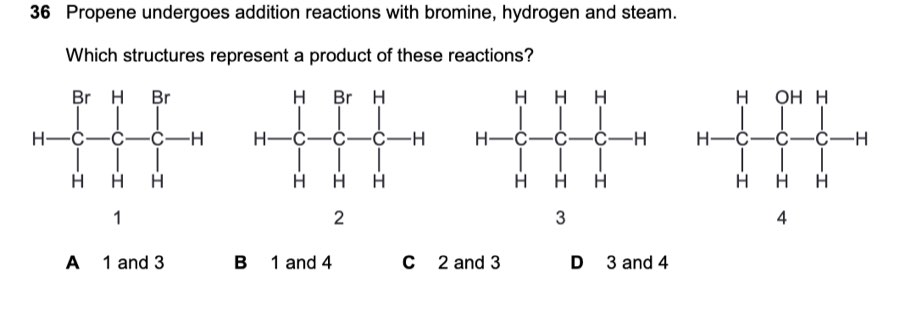 36 Propene undergoes addition reactions with bromine, hydrogen and steam.
Which structures represent a product of these reactions?
Br H Br H Br H H H H H OH H
H C C C H H C C C H H C C C H H C C C H
H H H H H H H H H H H H
1 2 3 4
A 1 and 3 B 1 and 4 C 2 and 3 D 3 and 4